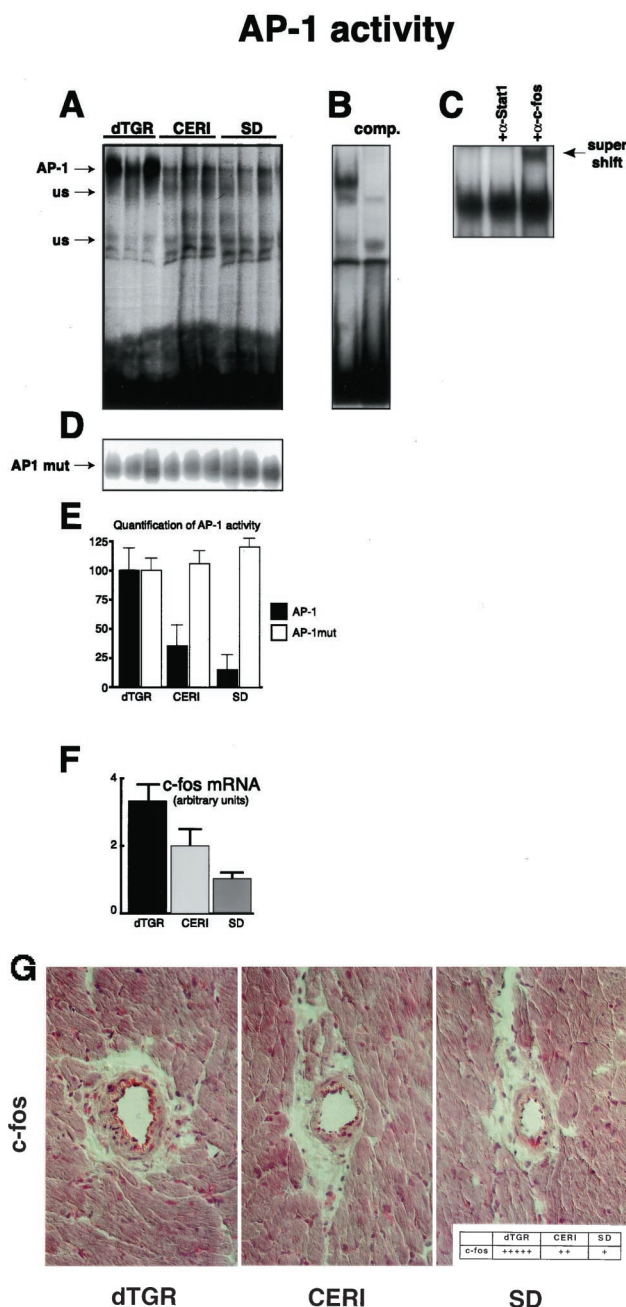 AP-1 activity
A
dTGR CERI SD
AP-1
us
us
B
comp.
C
+α-Stat1
+α-c-fos
super
shift
D
AP1 mut
E
Quantification of AP-1 activity
125
100
75
50
25
0
dTGR CERI SD
AP-1
AP-1mut
F
c-fos mRNA
(arbitrary units)
4
2
0
dTGR CERI SD
G
c-fos
dTGR CERI SD
c-fos +++++ ++ +
dTGR CERI SD